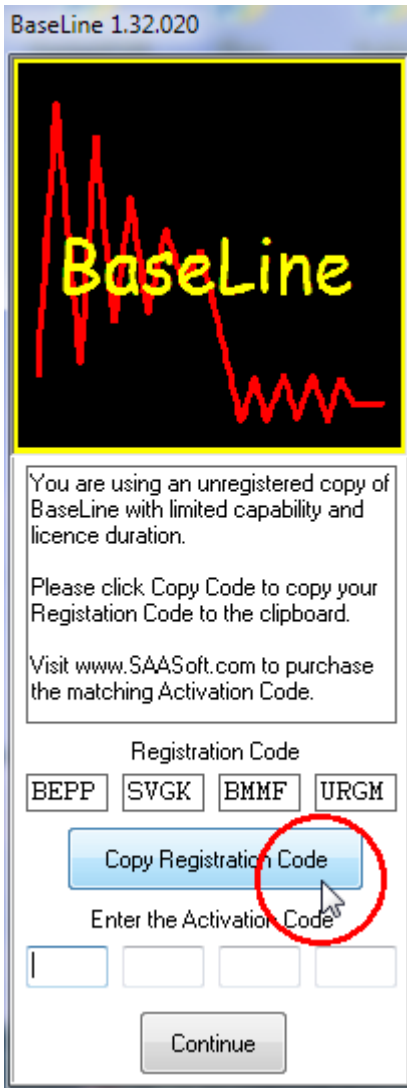 BaseLine 1.32.020
BaseLine
You are using an unregistered copy of
BaseLine with limited capability and
licence duration.
Please click Copy Code to copy your
Registation Code to the clipboard.
Visit www.SAASoft.com to purchase
the matching Activation Code.
Registration Code
BEPP SVGK BMMF URGM
Copy Registration Code
Enter the Activation Code
Continue